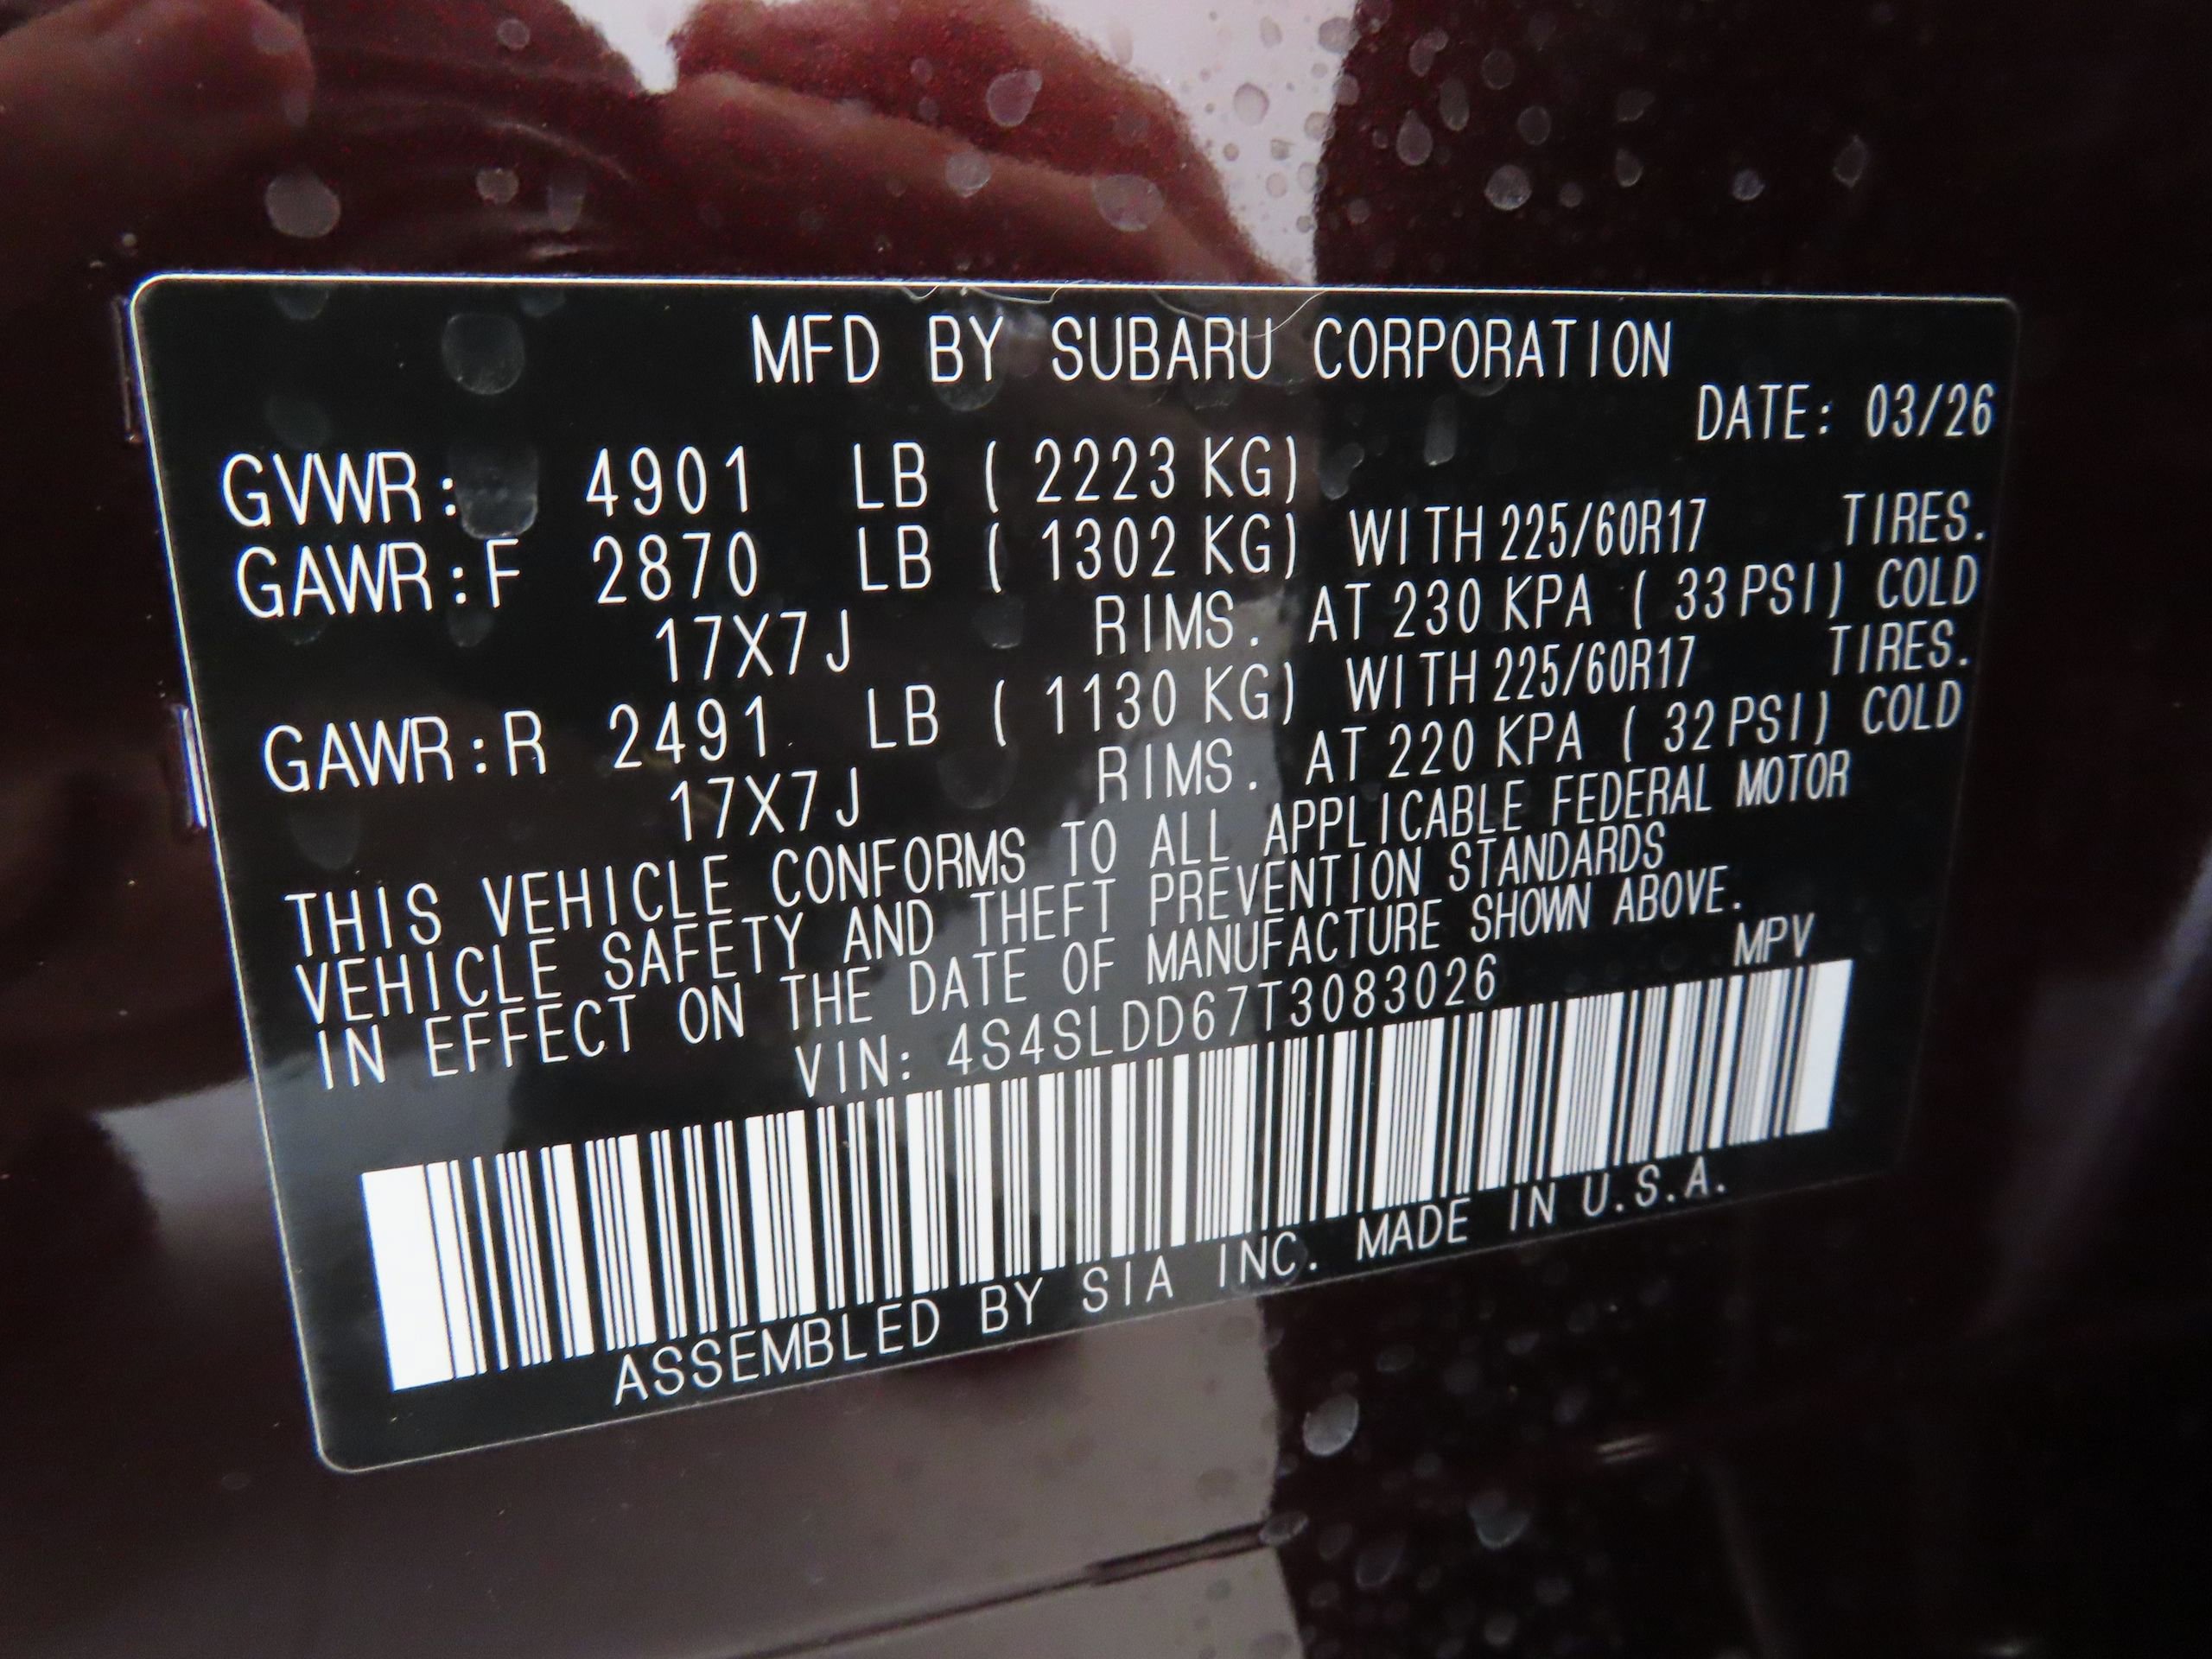 MFD BY SUBARU CORPORATION
DATE: 03/26
GVWR: 4901 LB ( 2223 KG)
GAWR:F 2870 LB ( 1302 KG) WITH 225/60R17 TIRES.
17X7J RIMS. AT 230 KPA ( 33 PSI) COLD
GAWR:R 2491 LB ( 1130 KG) WITH 225/60R17 TIRES.
17X7J RIMS. AT 220 KPA ( 32 PSI) COLD
THIS VEHICLE CONFORMS TO ALL APPLICABLE FEDERAL MOTOR
VEHICLE SAFETY AND THEFT PREVENTION STANDARDS
IN EFFECT ON THE DATE OF MANUFACTURE SHOWN ABOVE.
VIN: 4S4SLDD67T3083026 MPV
ASSEMBLED BY SIA INC. MADE IN U.S.A.